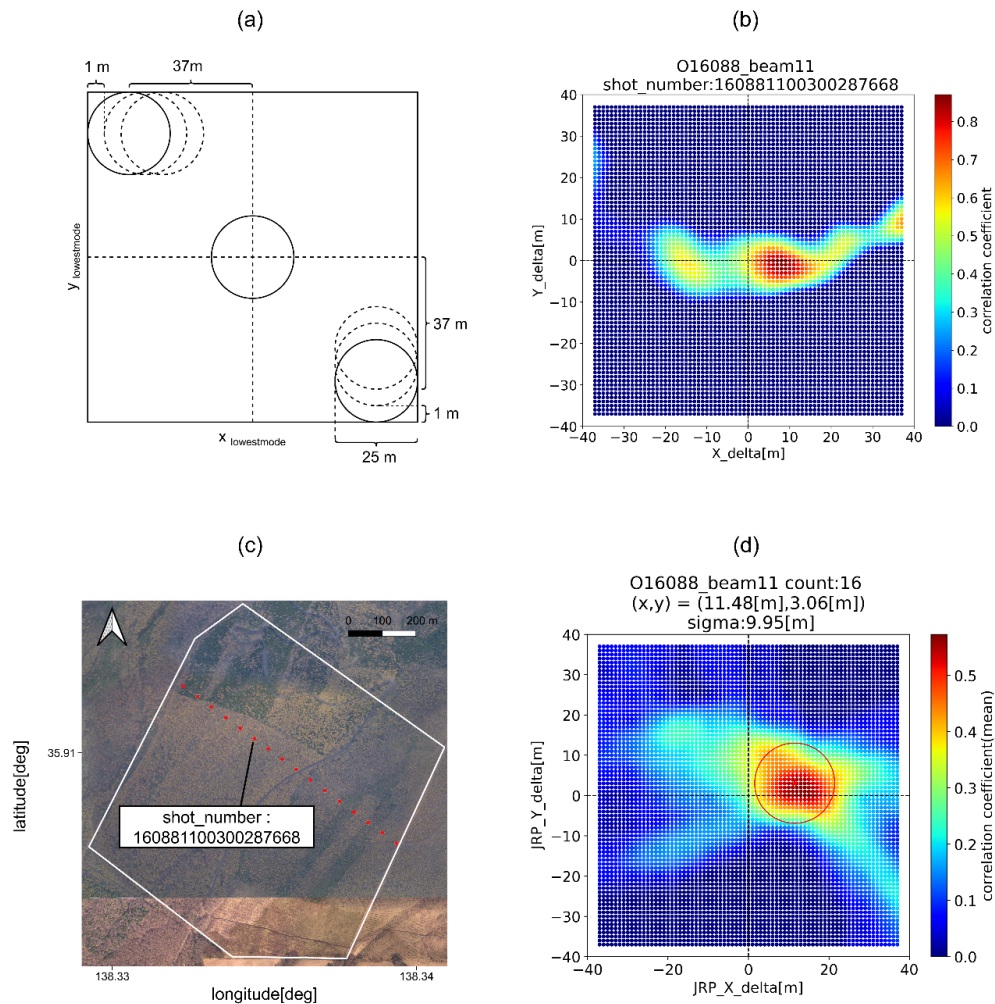 (a)
1 m
37m
37 m
1 m
25 m
y lowestmode
x lowestmode
(b)
O16088_beam11
shot_number:160881100300287668
40
30
20
10
0
−10
−20
−30
−40
−40
−30
−20
−10
0
10
20
30
40
Y_delta[m]
X_delta[m]
0.8
0.7
0.6
0.5
0.4
0.3
0.2
0.1
0.0
correlation coefficient
(c)
0
100
200 m
35.91
latitude[deg]
shot_number :
160881100300287668
138.33
138.34
longitude[deg]
(d)
O16088_beam11 count:16
(x,y) = (11.48[m],3.06[m])
sigma:9.95[m]
40
30
20
10
0
−10
−20
−30
−40
−40
−20
0
20
40
JRP_Y_delta[m]
JRP_X_delta[m]
0.5
0.4
0.3
0.2
0.1
0.0
correlation coefficient(mean)